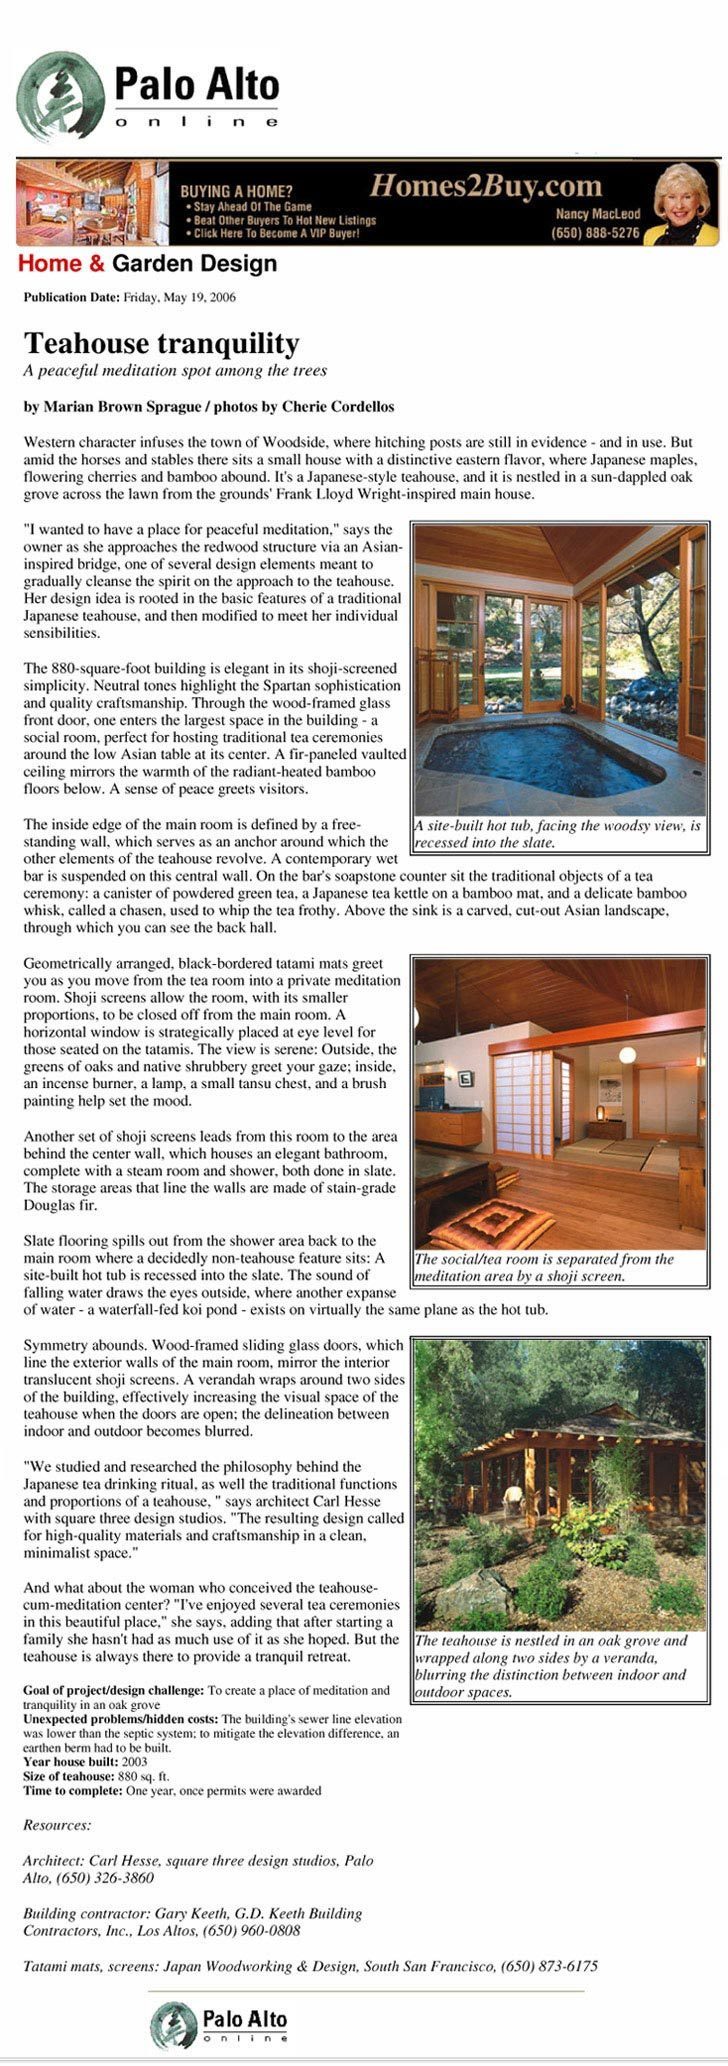 Palo Alto
online
BUYING A HOME?
• Stay Ahead Of The Game
• Beat Other Buyers To Hot New Listings
• Click Here To Become A VIP Buyer!
Homes2Buy.com
Nancy MacLeod
(650) 888-5276
Home & Garden Design
Publication Date: Friday, May 19, 2006
Teahouse tranquility
A peaceful meditation spot among the trees
by Marian Brown Sprague / photos by Cherie Cordellos
Western character infuses the town of Woodside, where hitching posts are still in evidence - and in use. But
amid the horses and stables there sits a small house with a distinctive eastern flavor, where Japanese maples,
flowering cherries and bamboo abound. It's a Japanese-style teahouse, and it is nestled in a sun-dappled oak
grove across the lawn from the grounds' Frank Lloyd Wright-inspired main house.
"I wanted to have a place for peaceful meditation," says the
owner as she approaches the redwood structure via an Asian-
inspired bridge, one of several design elements meant to
gradually cleanse the spirit on the approach to the teahouse.
Her design idea is rooted in the basic features of a traditional
Japanese teahouse, and then modified to meet her individual
sensibilities.
The 880-square-foot building is elegant in its shoji-screened
simplicity. Neutral tones highlight the Spartan sophistication
and quality craftsmanship. Through the wood-framed glass
front door, one enters the largest space in the building - a
social room, perfect for hosting traditional tea ceremonies
around the low Asian table at its center. A fir-paneled vaulted
ceiling mirrors the warmth of the radiant-heated bamboo
floors below. A sense of peace greets visitors.
A site-built hot tub, facing the woodsy view, is
recessed into the slate.
The inside edge of the main room is defined by a free-
standing wall, which serves as an anchor around which the
other elements of the teahouse revolve. A contemporary wet
bar is suspended on this central wall. On the bar's soapstone counter sit the traditional objects of a tea
ceremony: a canister of powdered green tea, a Japanese tea kettle on a bamboo mat, and a delicate bamboo
whisk, called a chasen, used to whip the tea frothy. Above the sink is a carved, cut-out Asian landscape,
through which you can see the back hall.
Geometrically arranged, black-bordered tatami mats greet
you as you move from the tea room into a private meditation
room. Shoji screens allow the room, with its smaller
proportions, to be closed off from the main room. A
horizontal window is strategically placed at eye level for
those seated on the tatamis. The view is serene: Outside, the
greens of oaks and native shrubbery greet your gaze; inside,
an incense burner, a lamp, a small tansu chest, and a brush
painting help set the mood.
Another set of shoji screens leads from this room to the area
behind the center wall, which houses an elegant bathroom,
complete with a steam room and shower, both done in slate.
The storage areas that line the walls are made of stain-grade
Douglas fir.
The social/tea room is separated from the
meditation area by a shoji screen.
Slate flooring spills out from the shower area back to the
main room where a decidedly non-teahouse feature sits: A
site-built hot tub is recessed into the slate. The sound of
falling water draws the eyes outside, where another expanse
of water - a waterfall-fed koi pond - exists on virtually the same plane as the hot tub.
Symmetry abounds. Wood-framed sliding glass doors, which
line the exterior walls of the main room, mirror the interior
translucent shoji screens. A verandah wraps around two sides
of the building, effectively increasing the visual space of the
teahouse when the doors are open; the delineation between
indoor and outdoor becomes blurred.
"We studied and researched the philosophy behind the
Japanese tea drinking ritual, as well the traditional functions
and proportions of a teahouse, " says architect Carl Hesse
with square three design studios. "The resulting design called
for high-quality materials and craftsmanship in a clean,
minimalist space."
And what about the woman who conceived the teahouse-
cum-meditation center? "I've enjoyed several tea ceremonies
in this beautiful place," she says, adding that after starting a
family she hasn't had as much use of it as she hoped. But the
teahouse is always there to provide a tranquil retreat.
The teahouse is nestled in an oak grove and
wrapped along two sides by a veranda,
blurring the distinction between indoor and
outdoor spaces.
Goal of project/design challenge: To create a place of meditation and
tranquility in an oak grove
Unexpected problems/hidden costs: The building's sewer line elevation
was lower than the septic system; to mitigate the elevation difference, an
earthen berm had to be built.
Year house built: 2003
Size of teahouse: 880 sq. ft.
Time to complete: One year, once permits were awarded
Resources:
Architect: Carl Hesse, square three design studios, Palo
Alto, (650) 326-3860
Building contractor: Gary Keeth, G.D. Keeth Building
Contractors, Inc., Los Altos, (650) 960-0808
Tatami mats, screens: Japan Woodworking & Design, South San Francisco, (650) 873-6175
Palo Alto
online